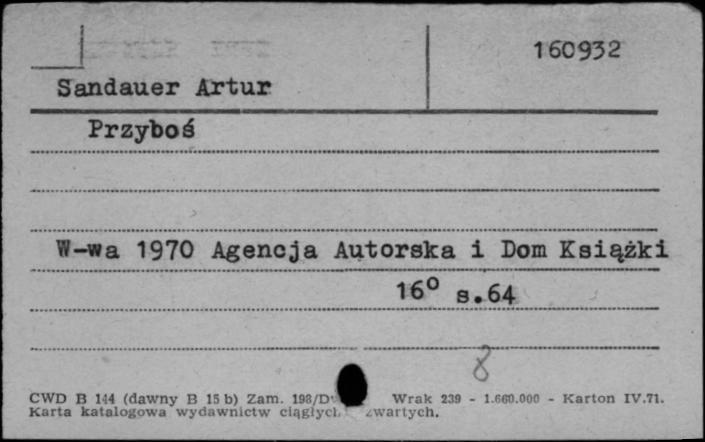 160932
Sandauer Artur
Przyboś
W-wa 1970 Agencja Autorska i Dom Książki
16° s.64
8
CWD B 144 (dawny B 15 b) Zam. 198/D Wrak 239 - 1.660.000 - Karton IV.71.
Karta katalogowa wydawnictw ciągłych zwartych.